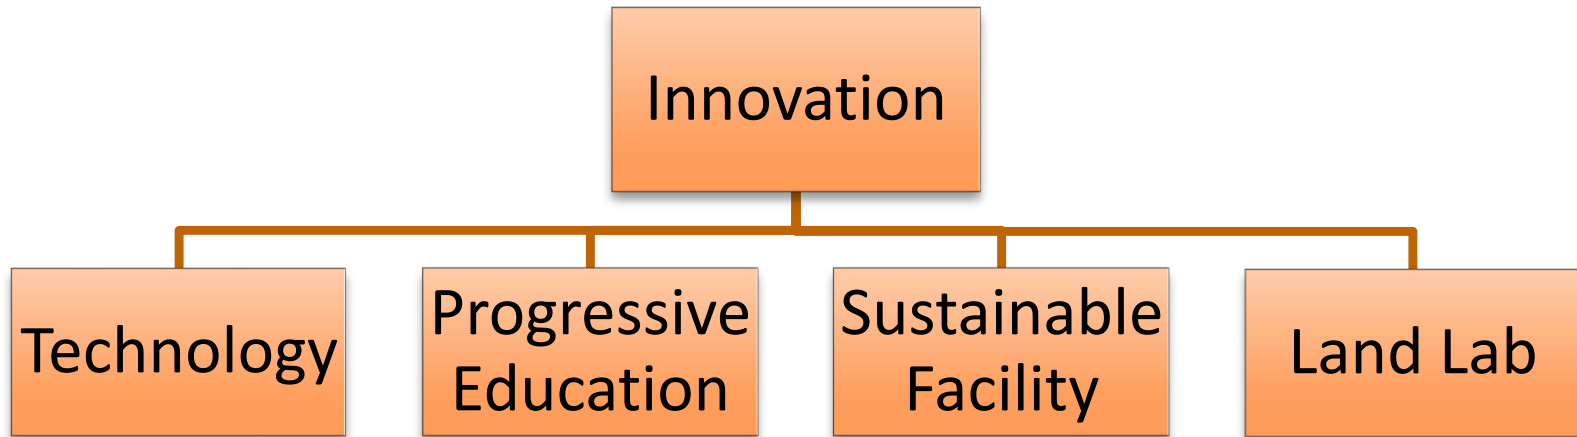 Innovation
Technology
Progressive
Education
Sustainable
Facility
Land Lab